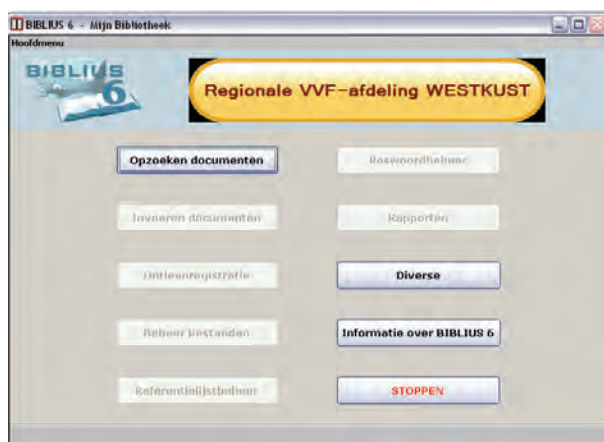 BIBLIUS 6 - Mijn Bibliotheek
Hoofdmenu
BIBLIUS
6
Regionale VVF-afdeling WESTKUST
Opzoeken documenten
Paswoordbeheer
Invoeren documenten
Rapporten
Ontleenregistratie
Diverse
Beheer bestanden
Informatie over BIBLIUS 6
Referentielijstbeheer
STOPPEN